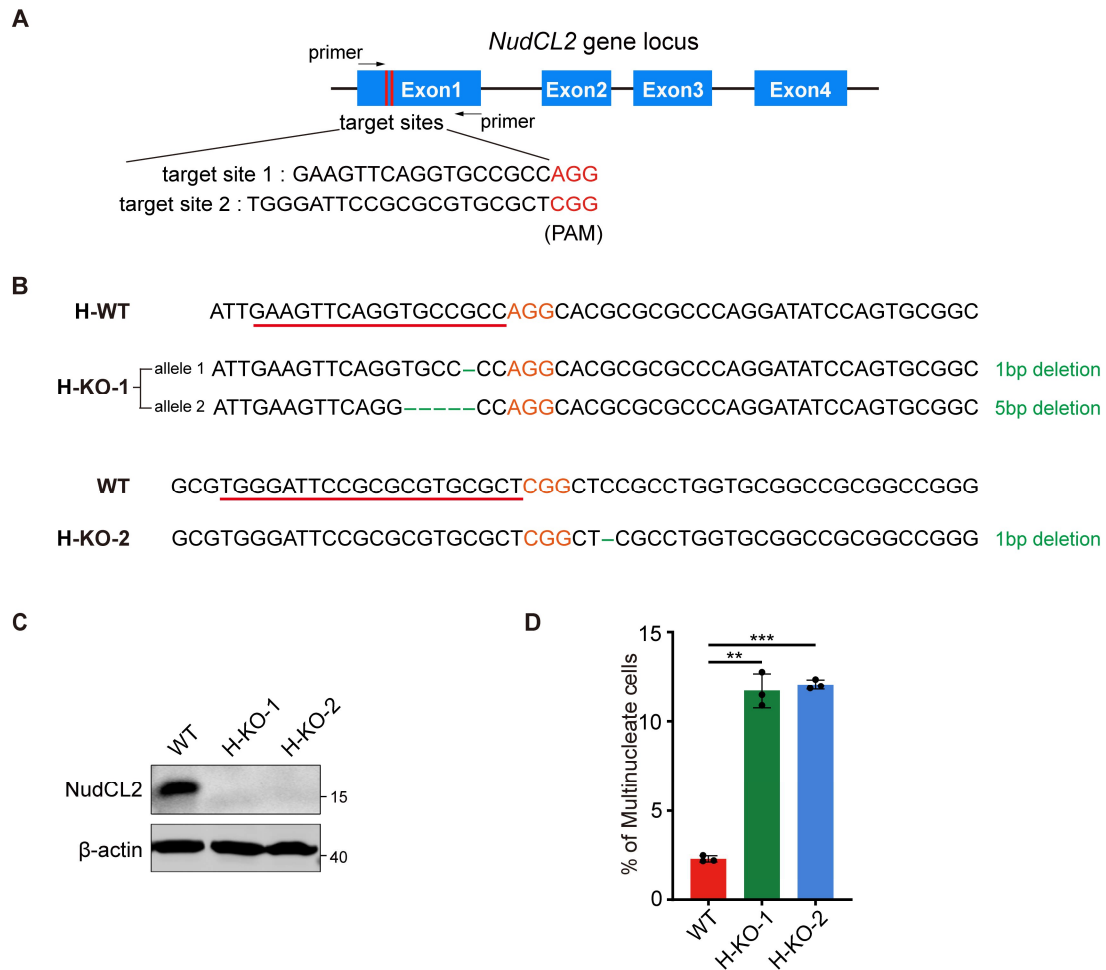 A
NudCL2 gene locus
primer
Exon1 Exon2 Exon3 Exon4
target sites primer
target site 1 : GAAGTTCAGGTGCCGCCAGG
target site 2 : TGGGATTCCGCGCGTGCGCTCGG
(PAM)
B
H-WT ATTGAAGTTCAGGTGCCGCCAGGCACGCGCGCCCAGGATATCCAGTGCGGC
H-KO-1
allele 1 ATTGAAGTTCAGGTGCC–CCAGGCACGCGCGCCCAGGATATCCAGTGCGGC 1bp deletion
allele 2 ATTGAAGTTCAGG–––––CCAGGCACGCGCGCCCAGGATATCCAGTGCGGC 5bp deletion
WT GCGTGGGATTCCGCGCGTGCGCTCGGCTCCGCCTGGTGCGGCCGCGGCCGGG
H-KO-2 GCGTGGGATTCCGCGCGTGCGCTCGGCT–CGCCTGGTGCGGCCGCGGCCGGG 1bp deletion
C
WT H-KO-1 H-KO-2
NudCL2 15
β-actin 40
D
% of Multinucleate cells
15
10
5
0
***
**
WT H-KO-1 H-KO-2